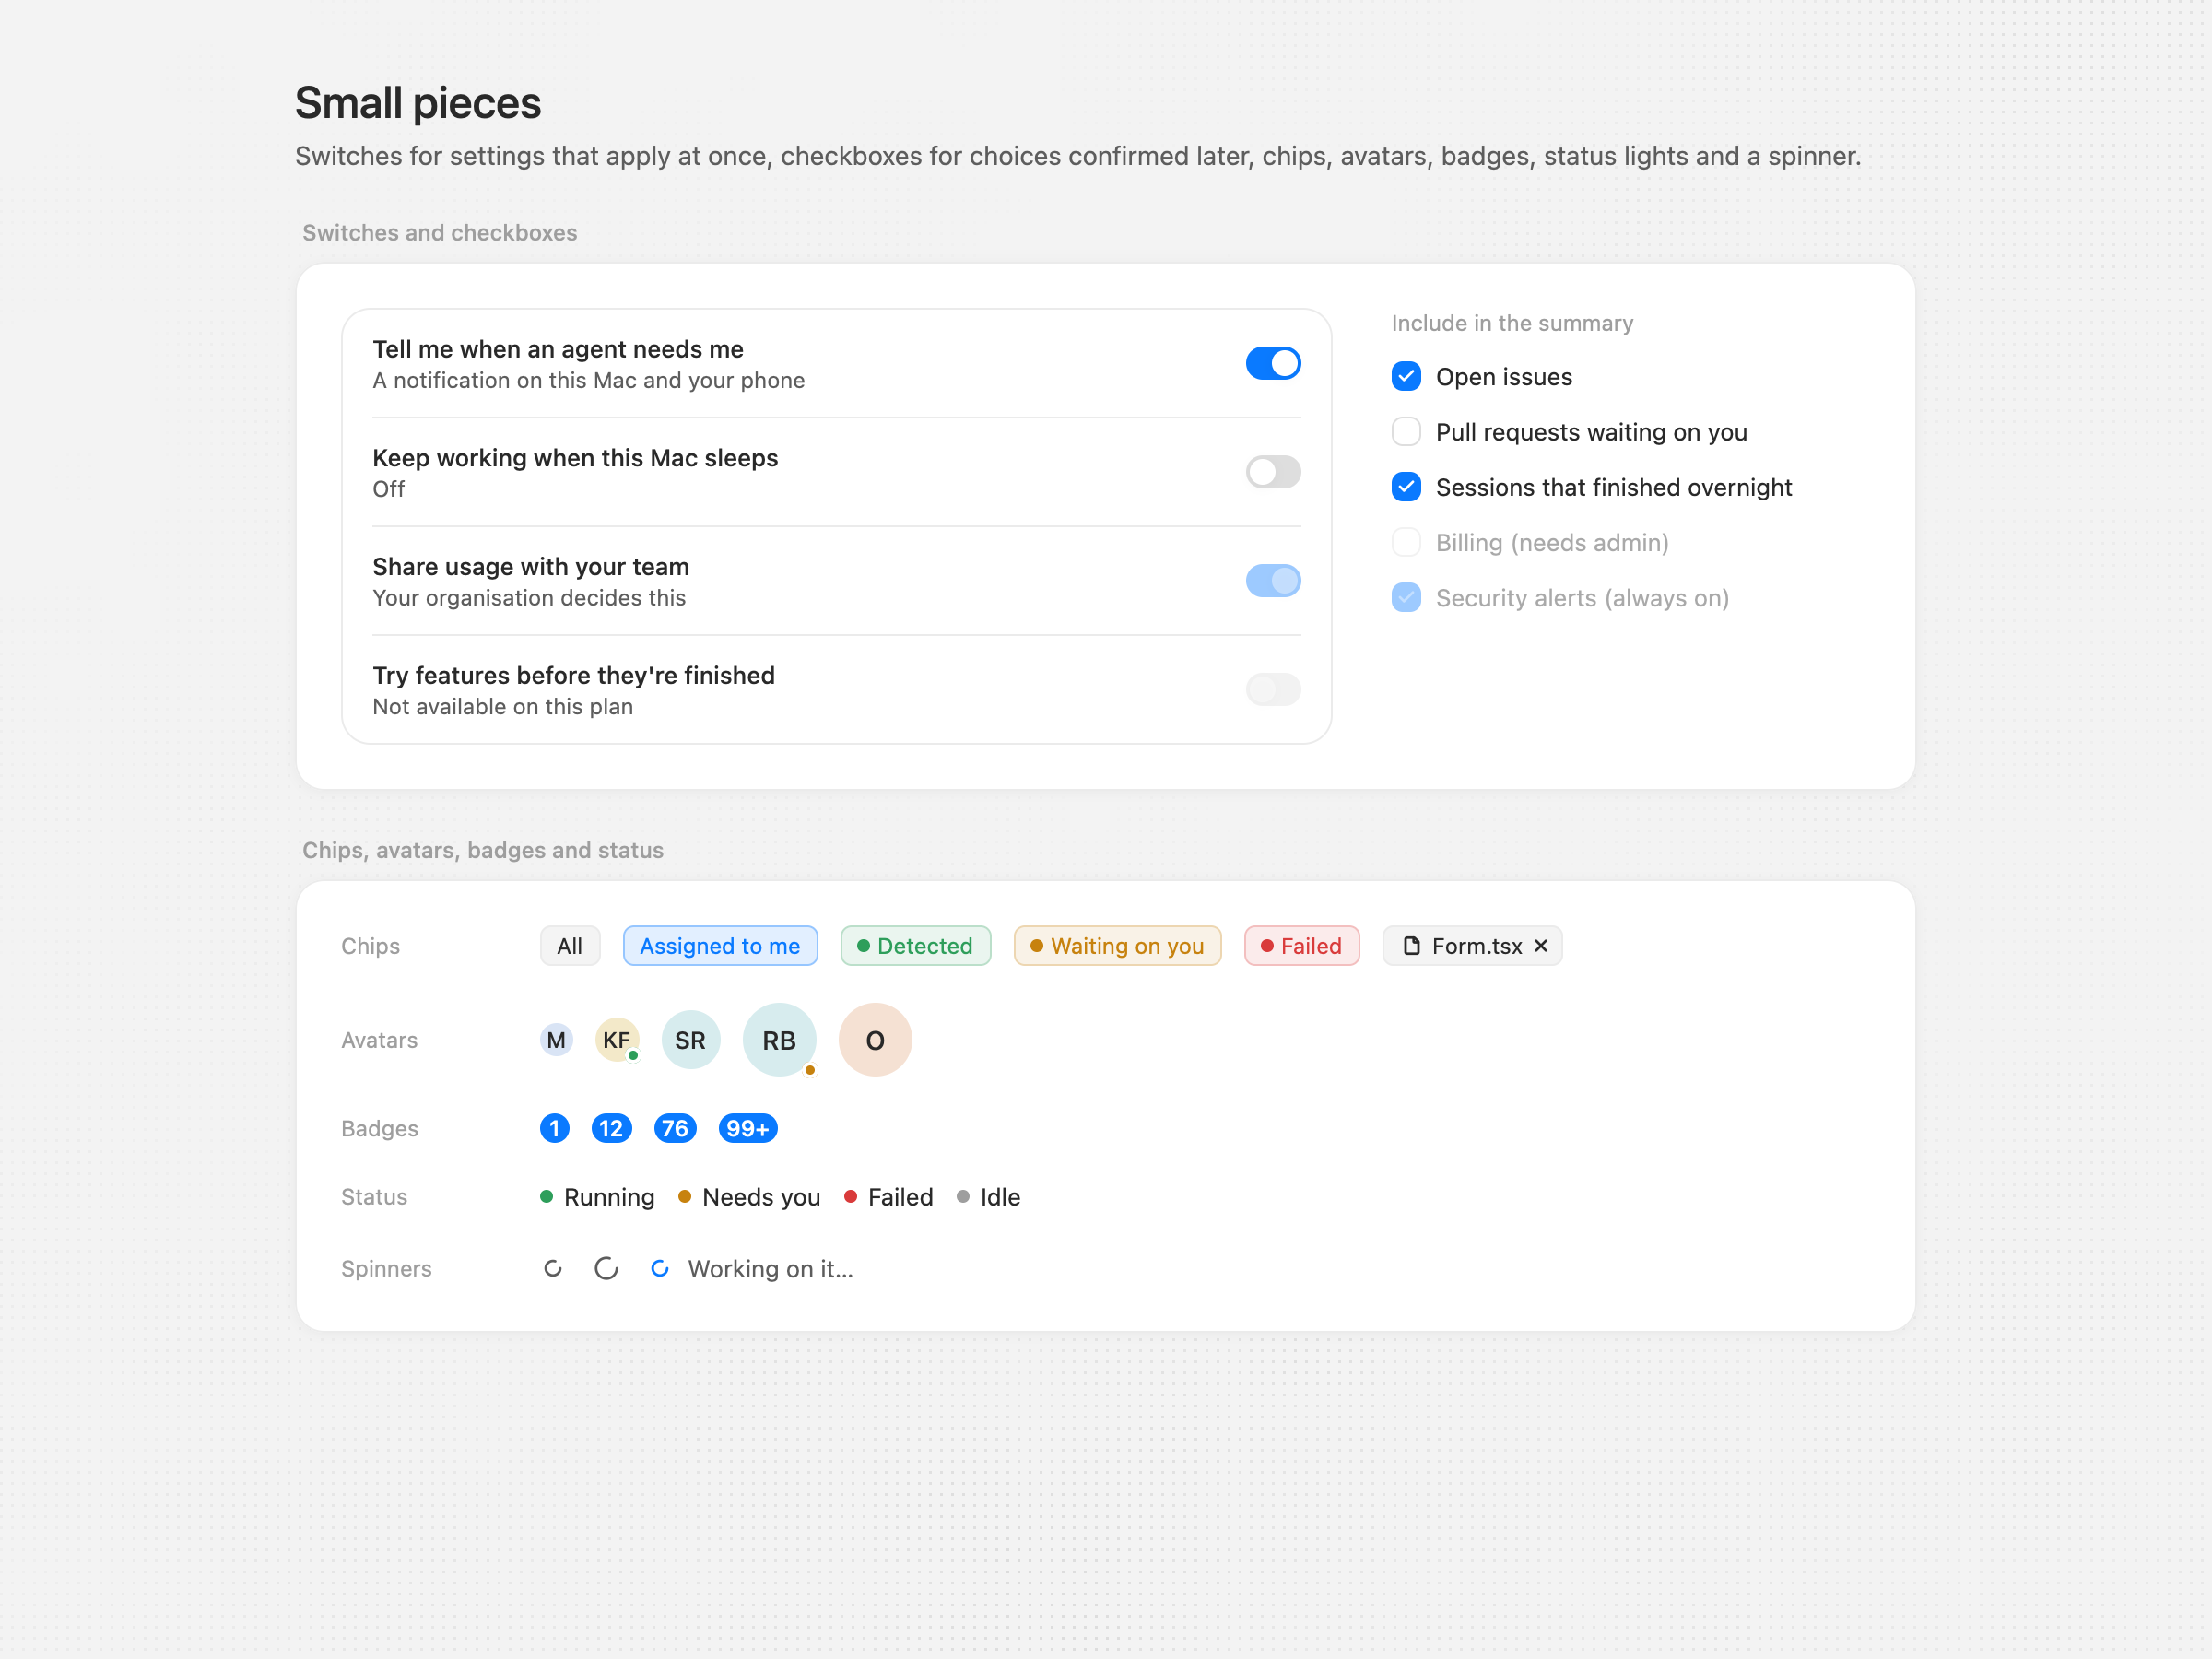 Small pieces
Switches for settings that apply at once, checkboxes for choices confirmed later, chips, avatars, badges, status lights and a spinner.
Switches and checkboxes
Tell me when an agent needs me
A notification on this Mac and your phone
Keep working when this Mac sleeps
Off
Share usage with your team
Your organisation decides this
Try features before they're finished
Not available on this plan
Include in the summary
Open issues
Pull requests waiting on you
Sessions that finished overnight
Billing (needs admin)
Security alerts (always on)
Chips, avatars, badges and status
Chips All Assigned to me Detected Waiting on you Failed Form.tsx
Avatars M KF SR RB O
Badges 1 12 76 99+
Status Running Needs you Failed Idle
Spinners Working on it...